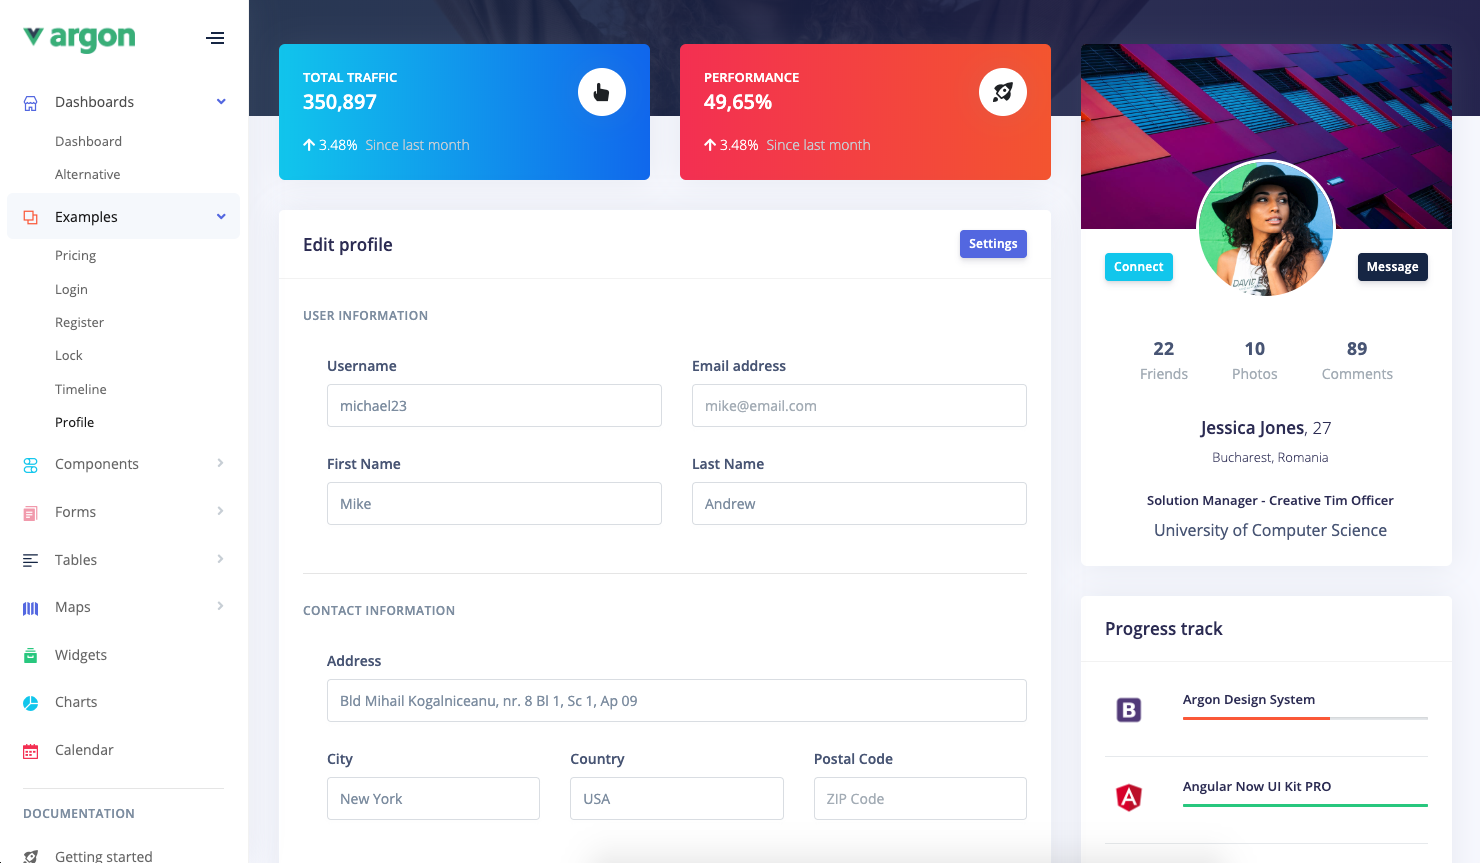 argon
Dashboards
Dashboard
Alternative
Examples
Pricing
Login
Register
Lock
Timeline
Profile
Components
Forms
Tables
Maps
Widgets
Charts
Calendar
DOCUMENTATION
Getting started
TOTAL TRAFFIC
350,897
3.48% Since last month
PERFORMANCE
49,65%
3.48% Since last month
Edit profile
Settings
USER INFORMATION
Username
michael23
Email address
mike@email.com
First Name
Mike
Last Name
Andrew
CONTACT INFORMATION
Address
Bld Mihail Kogalniceanu, nr. 8 Bl 1, Sc 1, Ap 09
City
New York
Country
USA
Postal Code
ZIP Code
Connect
Message
22
Friends
10
Photos
89
Comments
Jessica Jones, 27
Bucharest, Romania
Solution Manager - Creative Tim Officer
University of Computer Science
Progress track
B
Argon Design System
A
Angular Now UI Kit PRO